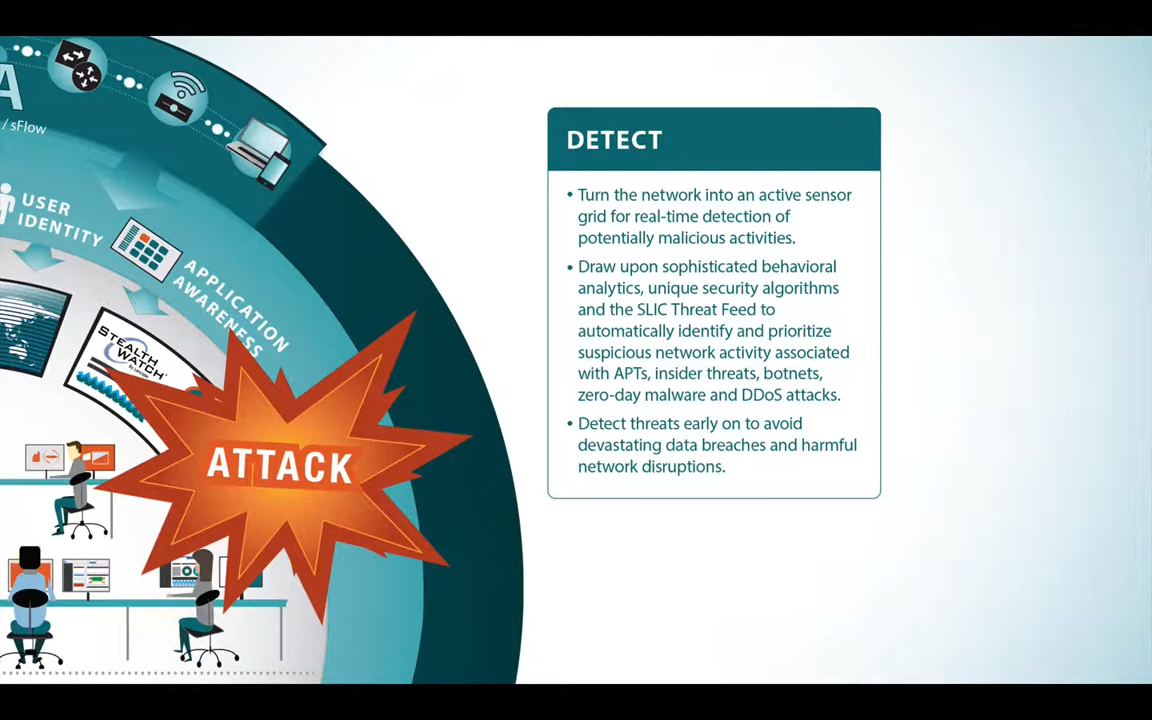 A
/ sFlow
USER
IDENTITY
APPLICATION
AWARENESS
STEALTH
WATCH
By Lancope
ATTACK
DETECT
• Turn the network into an active sensor
grid for real-time detection of
potentially malicious activities.
• Draw upon sophisticated behavioral
analytics, unique security algorithms
and the SLIC Threat Feed to
automatically identify and prioritize
suspicious network activity associated
with APTs, insider threats, botnets,
zero-day malware and DDoS attacks.
• Detect threats early on to avoid
devastating data breaches and harmful
network disruptions.